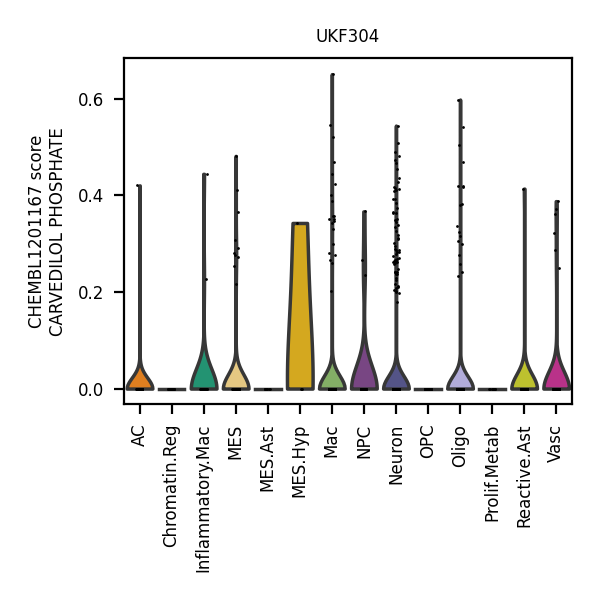 UKF304
CHEMBL1201167 score
CARVEDILOL PHOSPHATE
0.6
0.4
0.2
0.0
AC
Chromatin.Reg
Inflammatory.Mac
MES
MES.Ast
MES.Hyp
Mac
NPC
Neuron
OPC
Oligo
Prolif.Metab
Reactive.Ast
Vasc